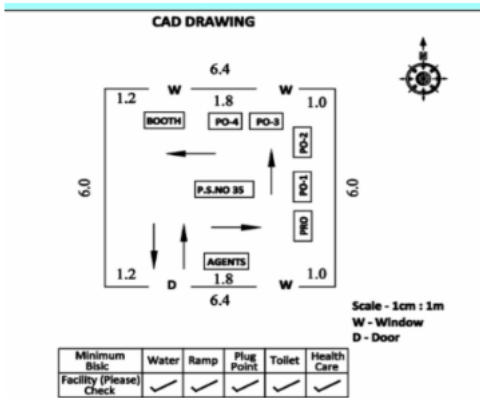 CAD DRAWING
N
6.4
W W
1.2 1.8 1.0
BOOTH PO-4 PO-3
PO-2
6.0 P.S.NO 35 PO-1 6.0
PRO
AGENTS
1.2 1.8 1.0
D W
6.4
Scale - 1cm : 1m
W - Window
D - Door
Minimum Bisic Water Ramp Plug Point Toilet Health Care
Facility (Please) Check ✓ ✓ ✓ ✓ ✓